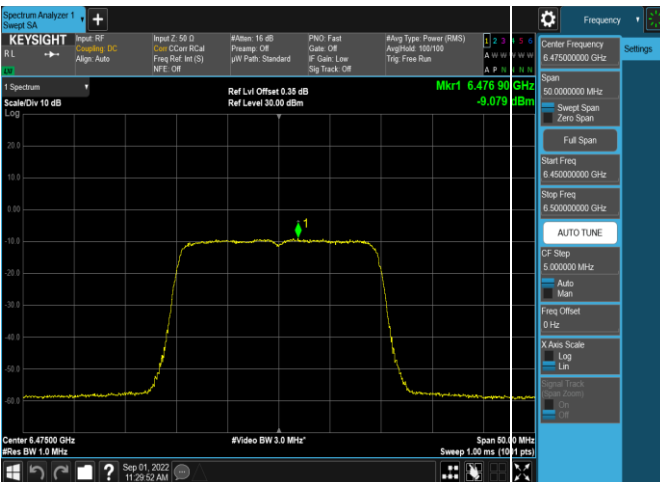 Spectrum Analyzer 1
Swept SA
+
KEYSIGHT
RL
Input: RF
Coupling: DC
Align: Auto
Input Z: 50 Ω
Corr CCorr RCal
Freq Ref: Int (S)
NFE: Off
#Atten: 16 dB
Preamp: Off
µW Path: Standard
PNO: Fast
Gate: Off
IF Gain: Low
Sig Track: Off
#Avg Type: Power (RMS)
Avg|Hold: 100/100
Trig: Free Run
1 2 3
A W W W W W
A P N N N N
1 Spectrum
Scale/Div 10 dB
Log
Ref Lvl Offset 0.35 dB
Ref Level 30.00 dBm
Mkr1 6.476 90 GHz
-9.079 dBm
20.0
10.0
0.00
-10.0
-20.0
-30.0
-40.0
-50.0
-60.0
1
Center 6.47500 GHz
#Res BW 1.0 MHz
#Video BW 3.0 MHz*
Span 50.00 MHz
Sweep 1.00 ms (1001 pts)
Sep 01, 2022
11:29:52 AM
Frequency
Settings
Center Frequency
6.475000000 GHz
Span
50.0000000 MHz
Swept Span
Zero Span
Full Span
Start Freq
6.450000000 GHz
Stop Freq
6.500000000 GHz
AUTO TUNE
CF Step
5.000000 MHz
Auto
Man
Freq Offset
0 Hz
X Axis Scale
Log
Lin
Signal Track
(Span Zoom)
On
Off